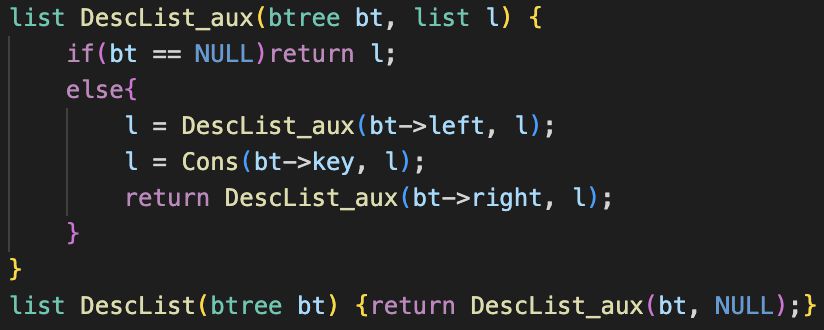 list DescList_aux(btree bt, list l) {
    if(bt == NULL)return l;
    else{
        l = DescList_aux(bt->left, l);
        l = Cons(bt->key, l);
        return DescList_aux(bt->right, l);
    }
}
list DescList(btree bt) {return DescList_aux(bt, NULL);}